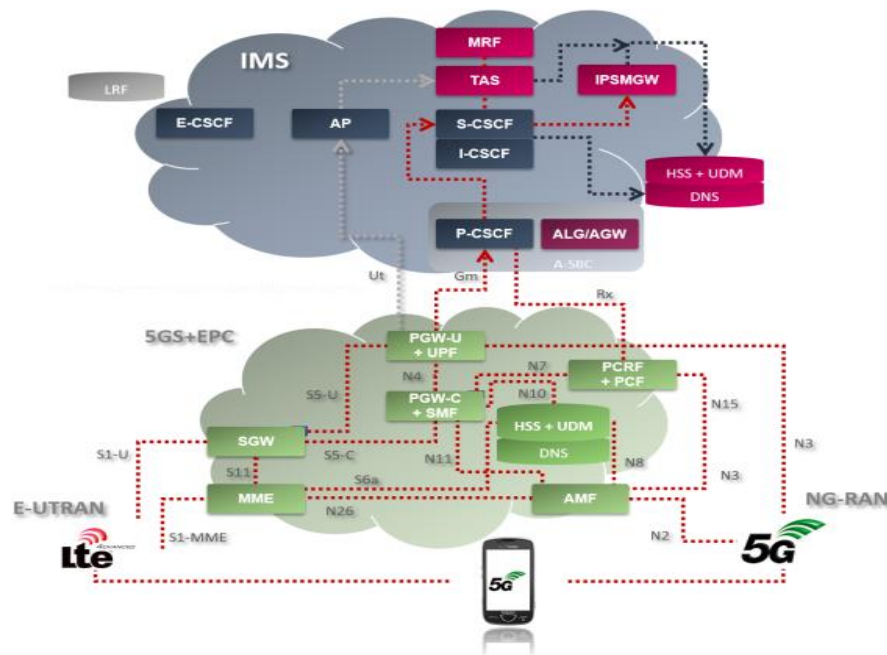 MRF
IMS
TAS
IPSMGW
LRF
E-CSCF
AP
S-CSCF
I-CSCF
HSS + UDM
DNS
P-CSCF
ALG/AGW
A-SBC
Ut
Gm
Rx
5GS+EPC
PGW-U
+ UPF
N7
PCRF
+ PCF
N4
N10
S5-U
PGW-C
+ SMF
N15
HSS + UDM
SGW
S5-C
N11
DNS
N3
S1-U
N8
S11
S6a
N3
E-UTRAN
MME
AMF
NG-RAN
N26
S1-MME
N2
Lte
ADVANCED
5G
5G